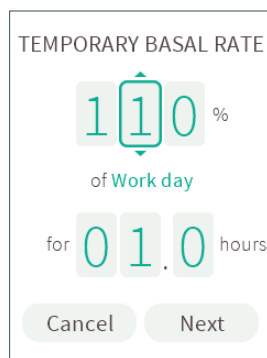 TEMPORARY BASAL RATE
110 %
of Work day
for 01.0 hours
Cancel Next